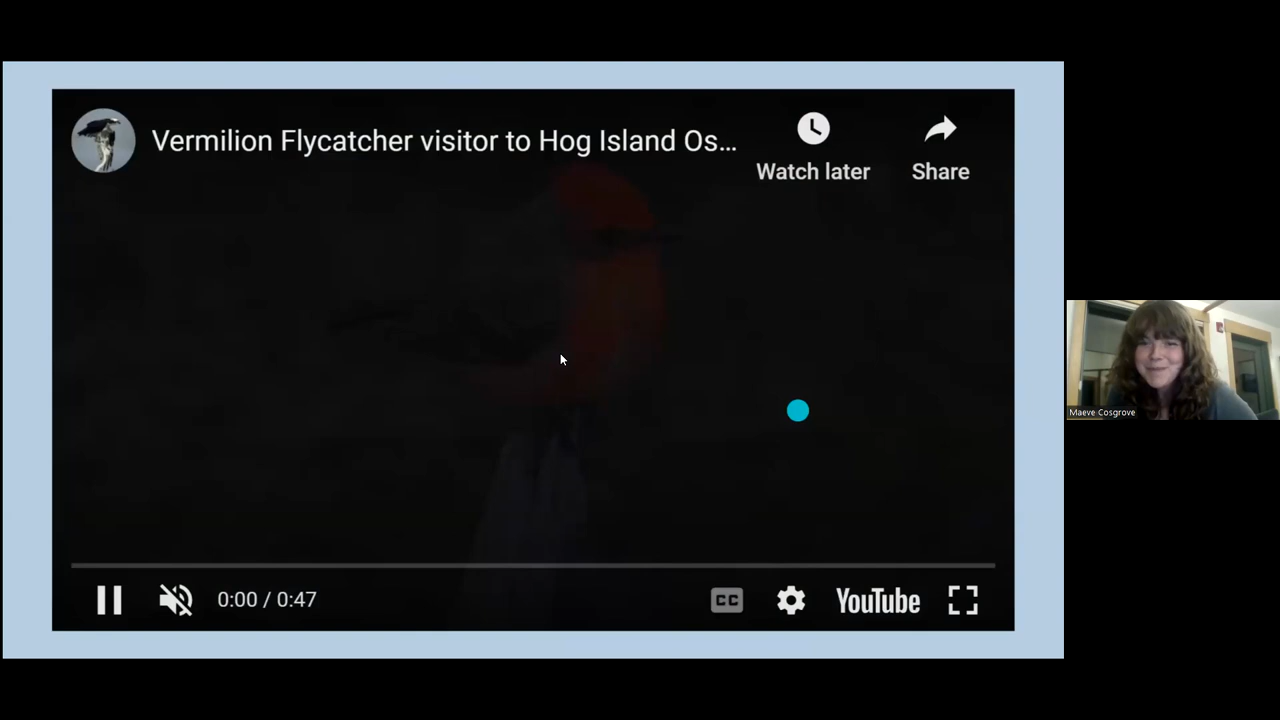 Vermilion Flycatcher visitor to Hog Island Os...
Watch later
Share
Maeve Cosgrove
0:00 / 0:47
CC
YouTube